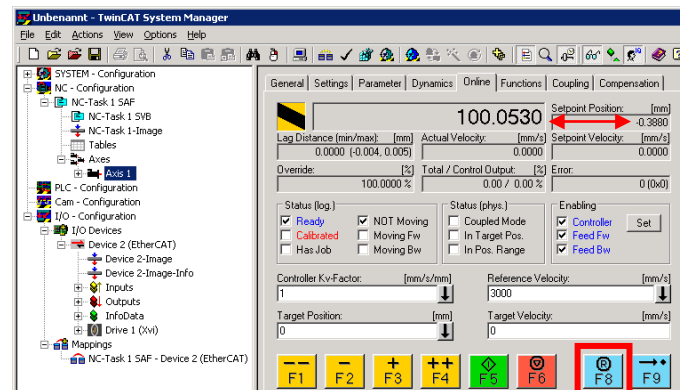 Unbenannt - TwinCAT System Manager
File Edit Actions View Options Help
SYSTEM - Configuration
NC - Configuration
NC-Task 1 SAF
NC-Task 1 SVB
NC-Task 1-Image
Tables
Axes
Axis 1
PLC - Configuration
Cam - Configuration
I/O - Configuration
I/O Devices
Device 2 (EtherCAT)
Device 2-Image
Device 2-Image-Info
Inputs
Outputs
InfoData
Drive 1 (Xvi)
Mappings
NC-Task 1 SAF - Device 2 (EtherCAT)
General Settings Parameter Dynamics Online Functions Coupling Compensation
100.0530
Setpoint Position: [mm]
-0.3880
Lag Distance (min/max): [mm] Actual Velocity: [mm/s] Setpoint Velocity: [mm/s]
0.0000 (-0.004, 0.005) 0.0000 0.0000
Override: [%] Total / Control Output: [%] Error:
100.0000 % 0.00 / 0.00 % 0 (0x0)
Status (log.) Status (phys.) Enabling
Ready NOT Moving Coupled Mode Controller Set
Calibrated Moving Fw In Target Pos. Feed Fw
Has Job Moving Bw In Pos. Range Feed Bw
Controller Kv-Factor: [mm/s/mm] Reference Velocity: [mm/s]
1 3000
Target Position: [mm] Target Velocity: [mm/s]
0 0
F1 F2 F3 F4 F5 F6 F8 F9